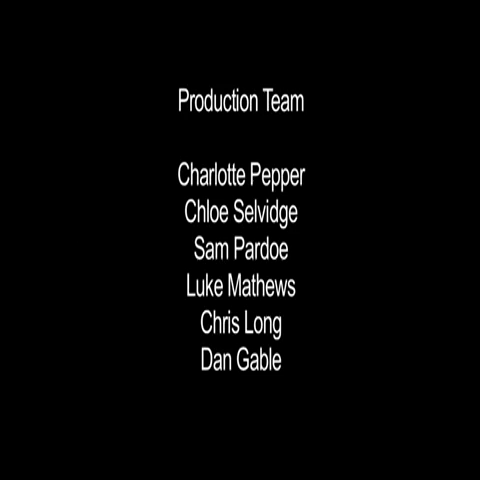 Production Team
Charlotte Pepper
Chloe Selvidge
Sam Pardoe
Luke Mathews
Chris Long
Dan Gable